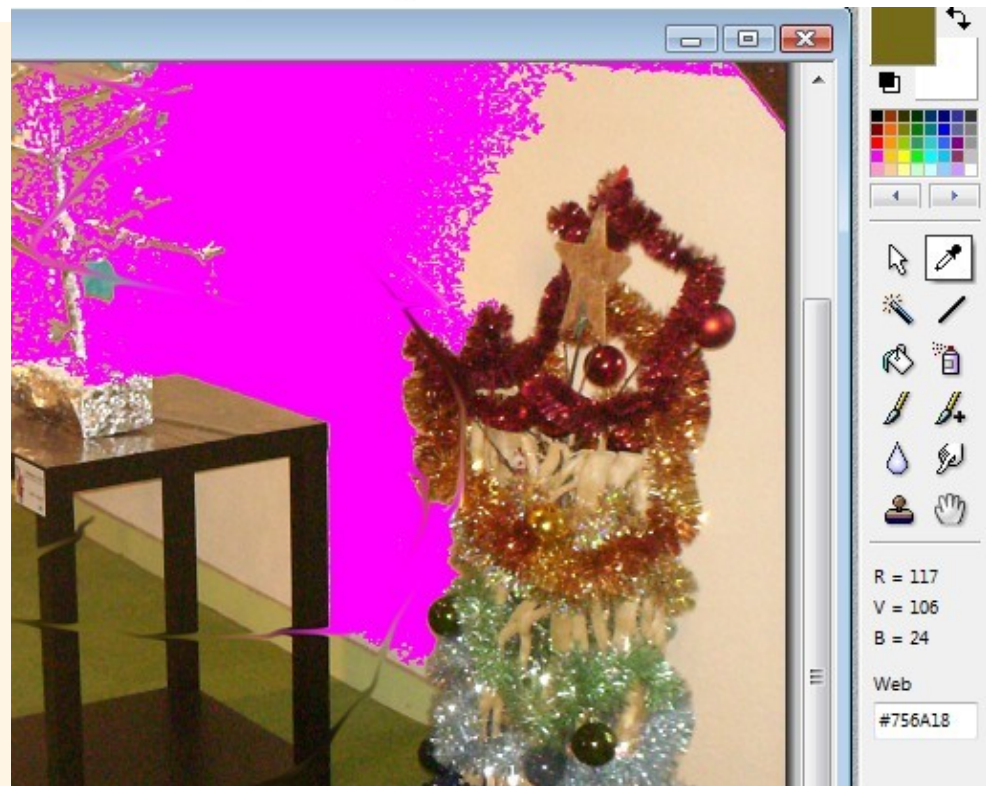 R = 117
V = 106
B = 24
Web
#756A18